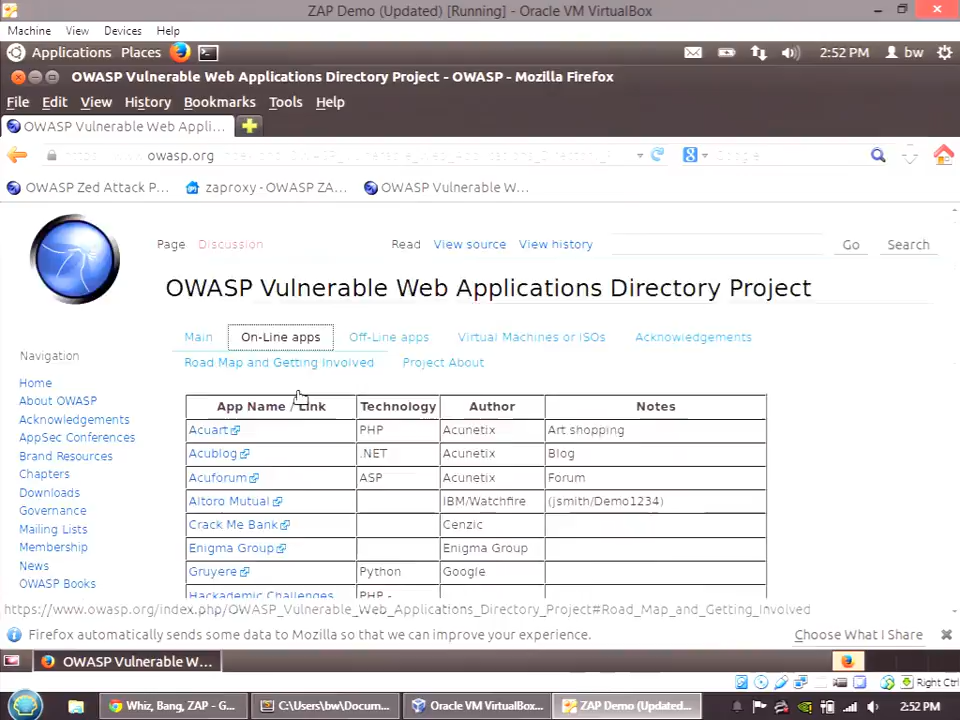 ZAP Demo (Updated) [Running] - Oracle VM VirtualBox
Machine View Devices Help
Applications Places 2:52 PM bw
OWASP Vulnerable Web Applications Directory Project - OWASP - Mozilla Firefox
File Edit View History Bookmarks Tools Help
OWASP Vulnerable Web Appli...
owasp.org Google
OWASP Zed Attack P... zaproxy - OWASP ZA... OWASP Vulnerable W...
Page Discussion Read View source View history Go Search
OWASP Vulnerable Web Applications Directory Project
Main On-Line apps Off-Line apps Virtual Machines or ISOs Acknowledgements
Road Map and Getting Involved Project About
Navigation
Home
About OWASP
Acknowledgements
AppSec Conferences
Brand Resources
Chapters
Downloads
Governance
Mailing Lists
Membership
News
OWASP Books
App Name / Link Technology Author Notes
Acuart PHP Acunetix Art shopping
Acublog .NET Acunetix Blog
Acuforum ASP Acunetix Forum
Altoro Mutual IBM/Watchfire (jsmith/Demo1234)
Crack Me Bank Cenzic
Enigma Group Enigma Group
Gruyere Python Google
Hackademic Challenges PHP -
https://www.owasp.org/index.php/OWASP_Vulnerable_Web_Applications_Directory_Project#Road_Map_and_Getting_Involved
Firefox automatically sends some data to Mozilla so that we can improve your experience. Choose What I Share
OWASP Vulnerable W...
Right Ctrl
Whiz, Bang, ZAP - G... C:\Users\bw\Docum... Oracle VM VirtualBox... ZAP Demo (Updated... 2:52 PM